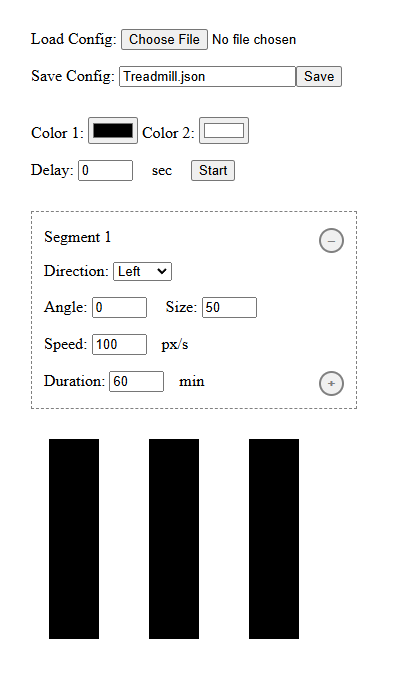 Load Config: Choose File No file chosen
Save Config: Treadmill.json Save
Color 1: Color 2:
Delay: 0 sec Start
Segment 1 −
Direction: Left
Angle: 0 Size: 50
Speed: 100 px/s
Duration: 60 min +